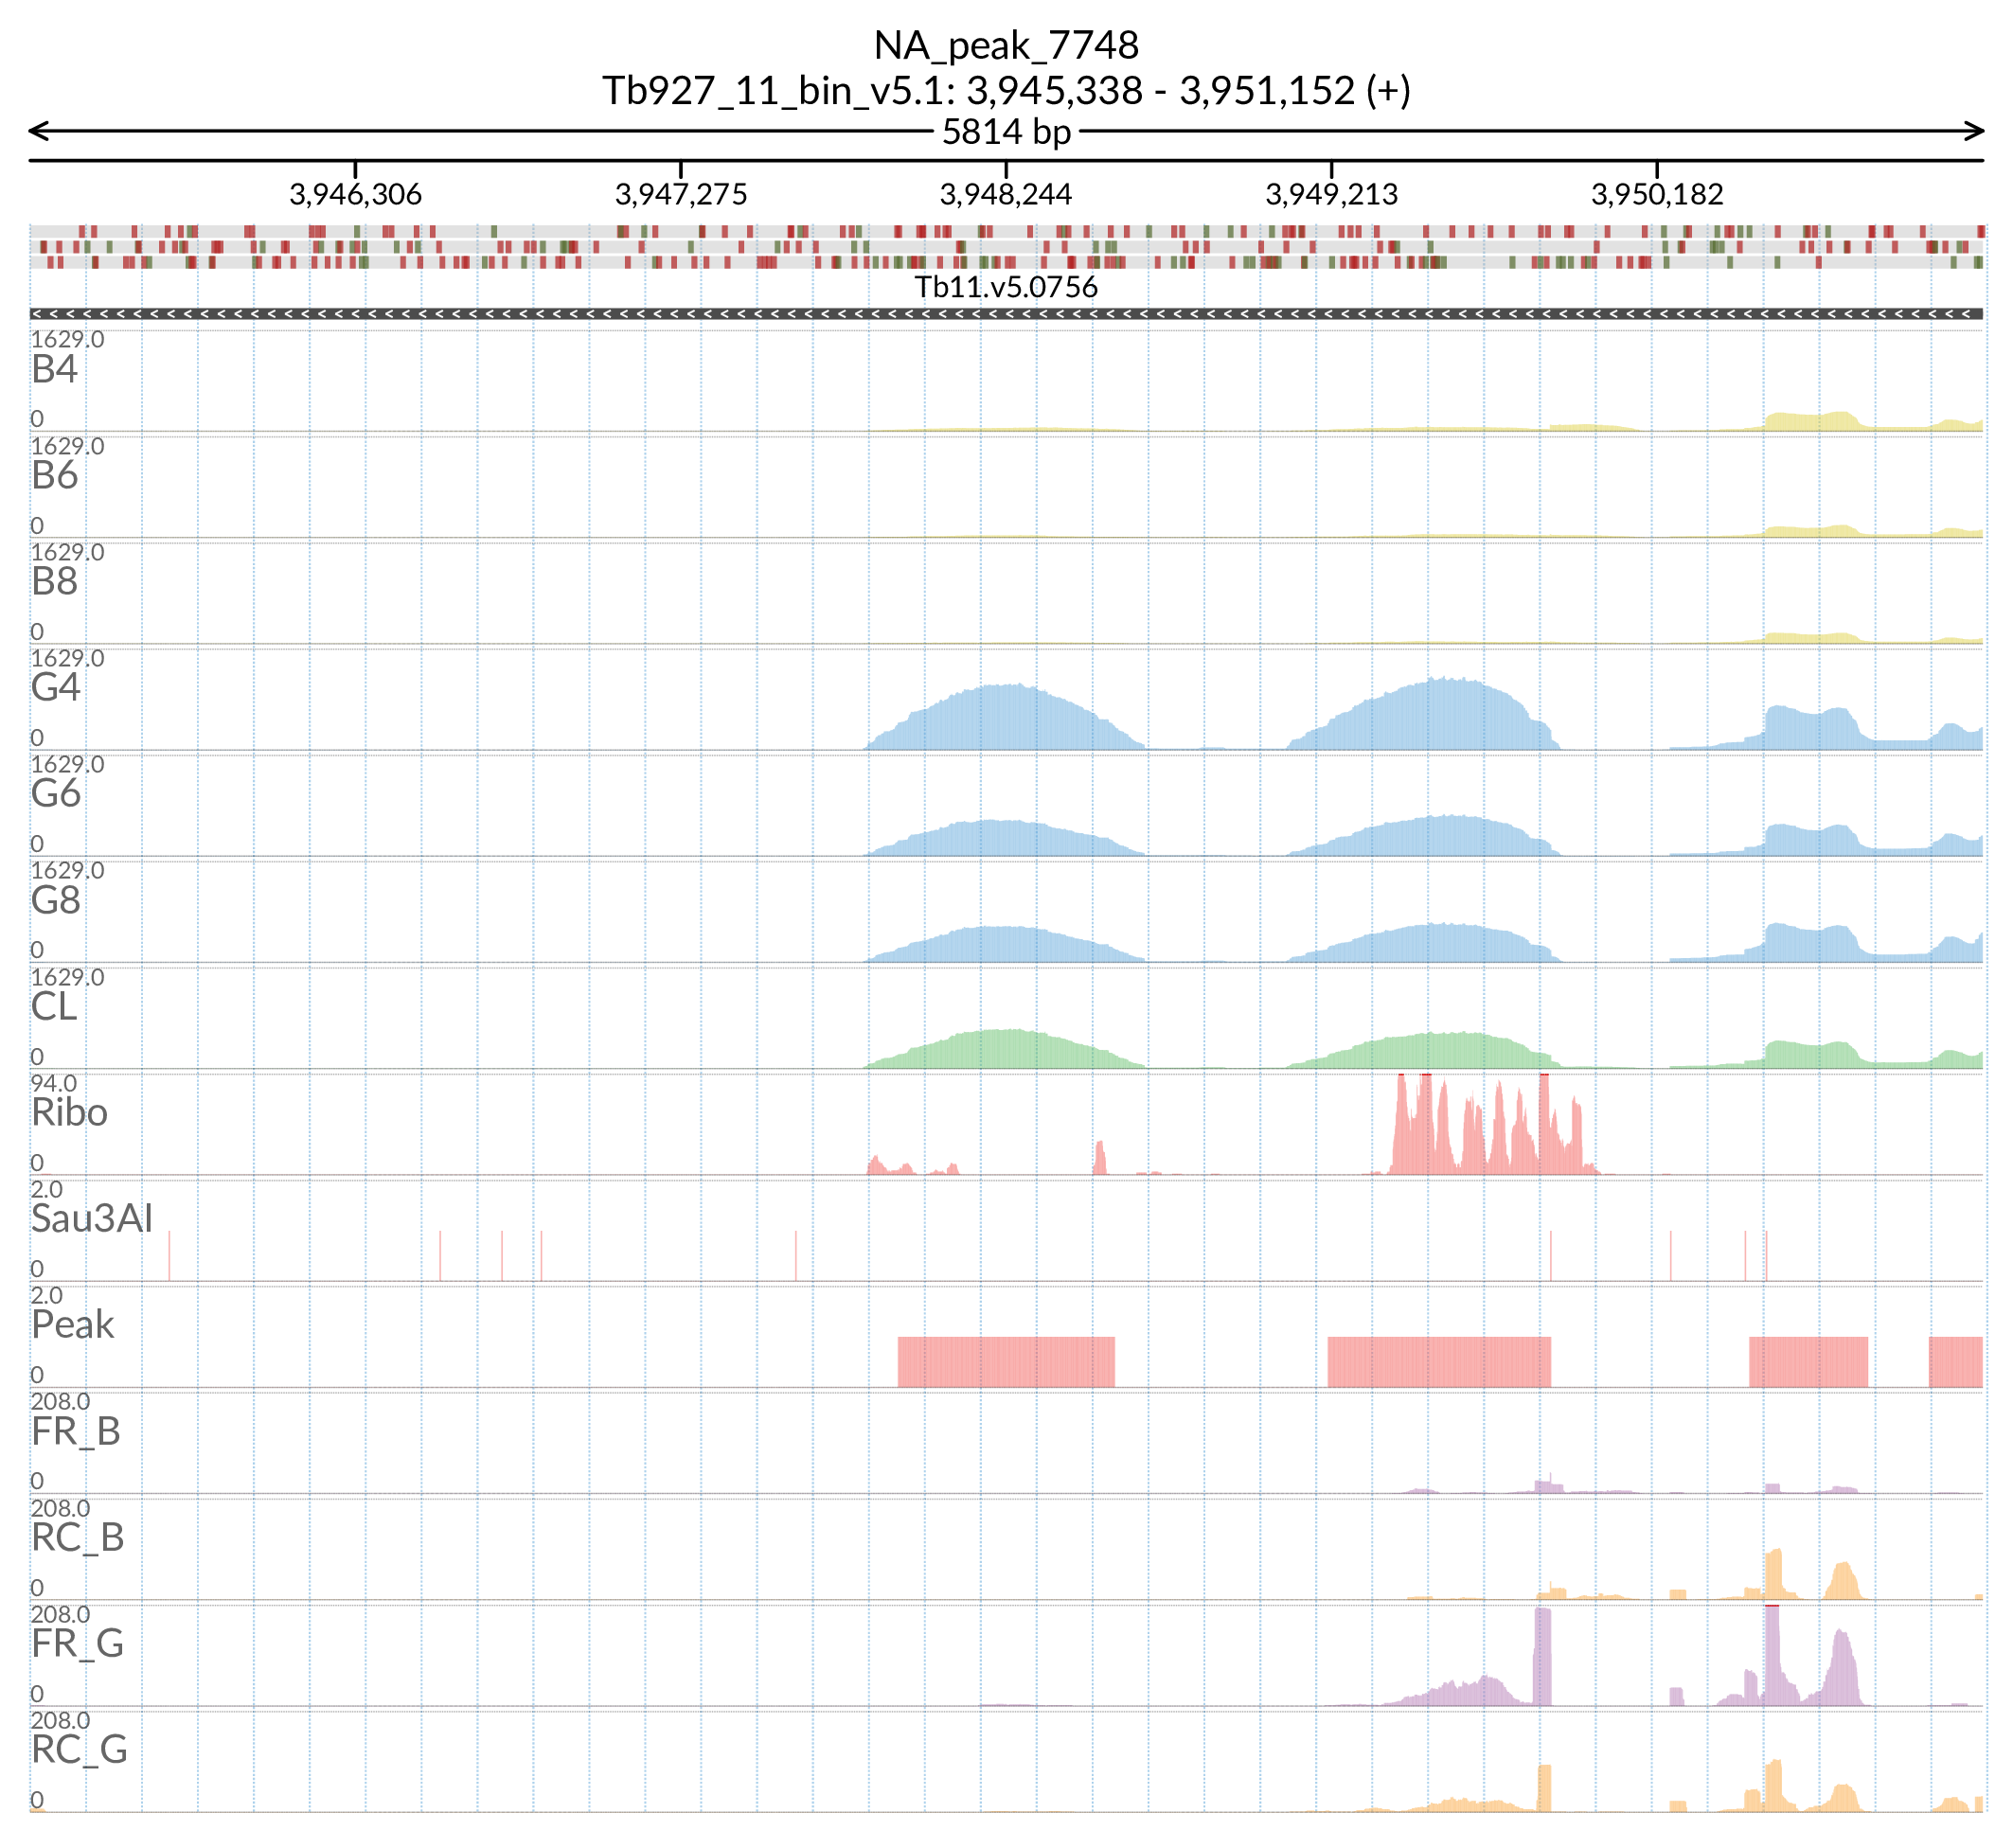 NA_peak_7748
Tb927_11_bin_v5.1: 3,945,338 - 3,951,152 (+)
5814 bp
3,946,306 3,947,275 3,948,244 3,949,213 3,950,182
Tb11.v5.0756
1629.0
B4
0
1629.0
B6
0
1629.0
B8
0
1629.0
G4
0
1629.0
G6
0
1629.0
G8
0
1629.0
CL
0
94.0
Ribo
0
2.0
Sau3AI
0
2.0
Peak
0
208.0
FR_B
0
208.0
RC_B
0
208.0
FR_G
0
208.0
RC_G
0